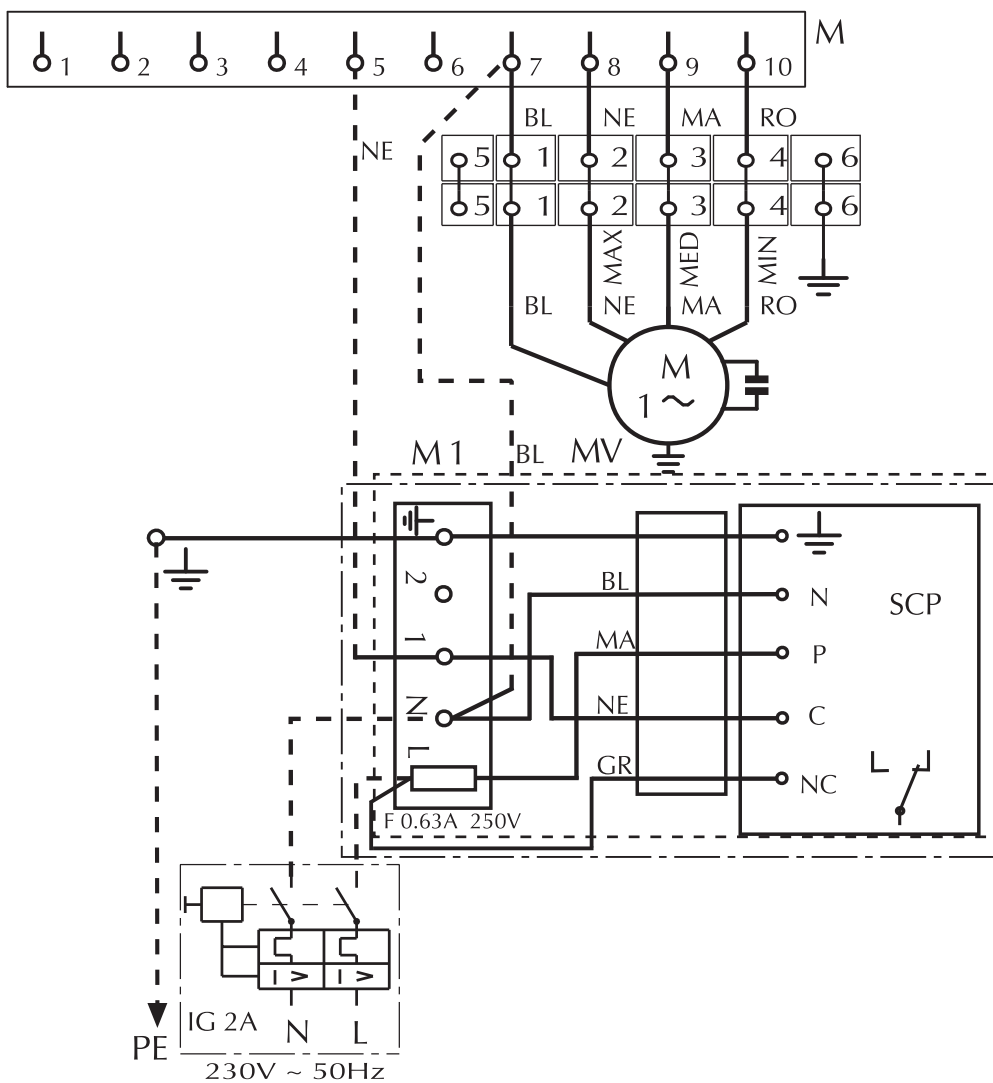 M
1 2 3 4 5 6 7 8 9 10
BL NE MA RO
NE
5 1 2 3 4 6
5 1 2 3 4 6
MAX MED MIN
BL NE MA RO
M
1 ~
M 1 BL MV
2
BL N SCP
1 MA P
N NE C
L GR NC
F 0.63A 250V
I > I >
IG 2A N L
PE
230V ~ 50Hz